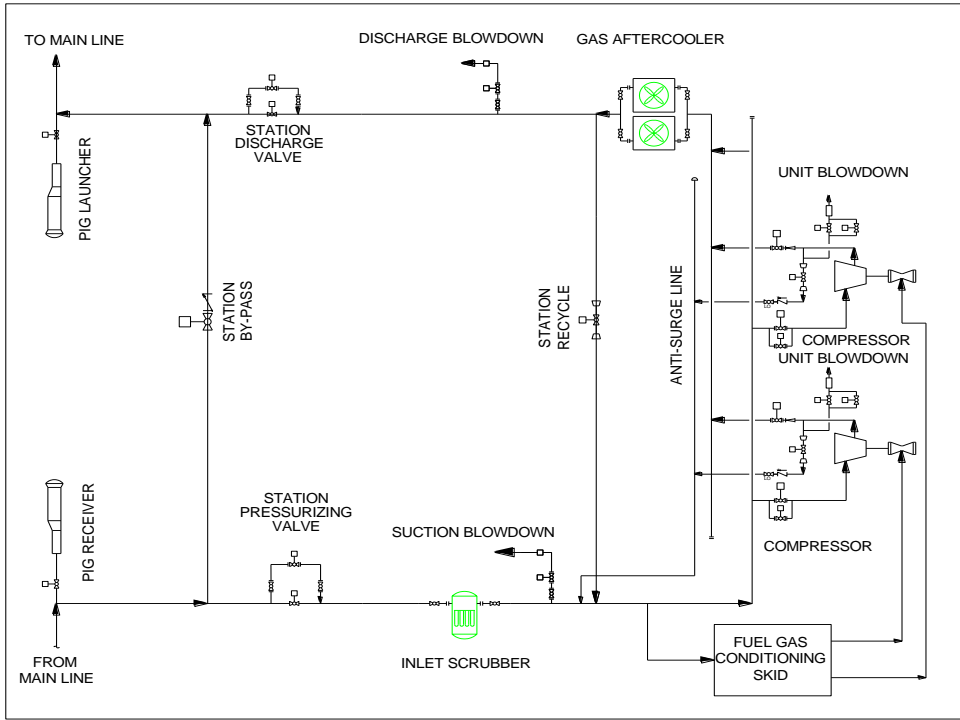 TO MAIN LINE
DISCHARGE BLOWDOWN
GAS AFTERCOOLER
STATION
DISCHARGE
VALVE
PIG LAUNCHER
UNIT BLOWDOWN
STATION
BY-PASS
STATION
RECYCLE
ANTI-SURGE LINE
COMPRESSOR
UNIT BLOWDOWN
PIG RECEIVER
STATION
PRESSURIZING
VALVE
SUCTION BLOWDOWN
COMPRESSOR
FROM
MAIN LINE
INLET SCRUBBER
FUEL GAS
CONDITIONING
SKID